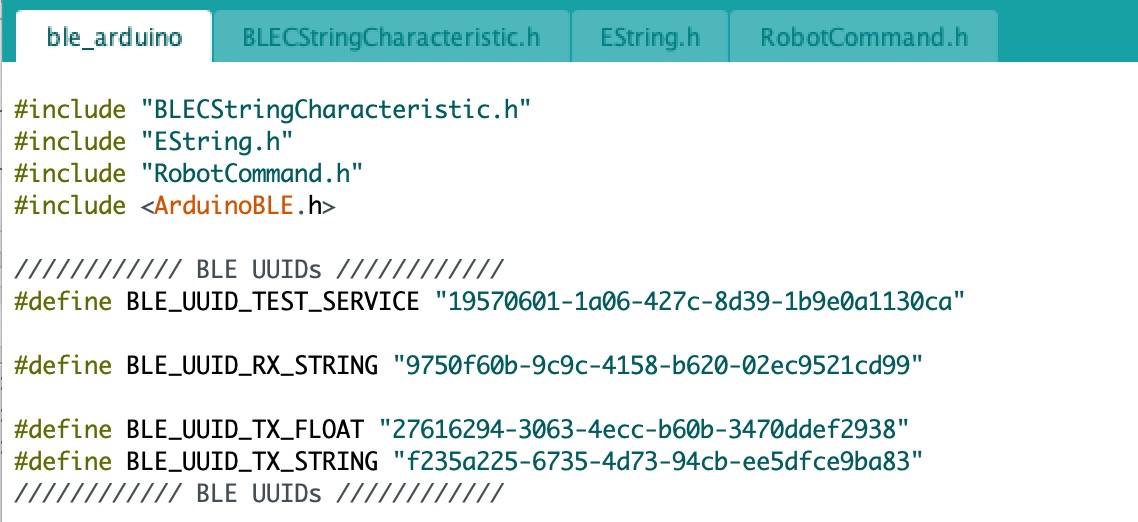 ble_arduino BLECStringCharacteristic.h EString.h RobotCommand.h
#include "BLECStringCharacteristic.h"
#include "EString.h"
#include "RobotCommand.h"
#include <ArduinoBLE.h>
//////////// BLE UUIDs ////////////
#define BLE_UUID_TEST_SERVICE "19570601-1a06-427c-8d39-1b9e0a1130ca"
#define BLE_UUID_RX_STRING "9750f60b-9c9c-4158-b620-02ec9521cd99"
#define BLE_UUID_TX_FLOAT "27616294-3063-4ecc-b60b-3470ddef2938"
#define BLE_UUID_TX_STRING "f235a225-6735-4d73-94cb-ee5dfce9ba83"
//////////// BLE UUIDs ////////////